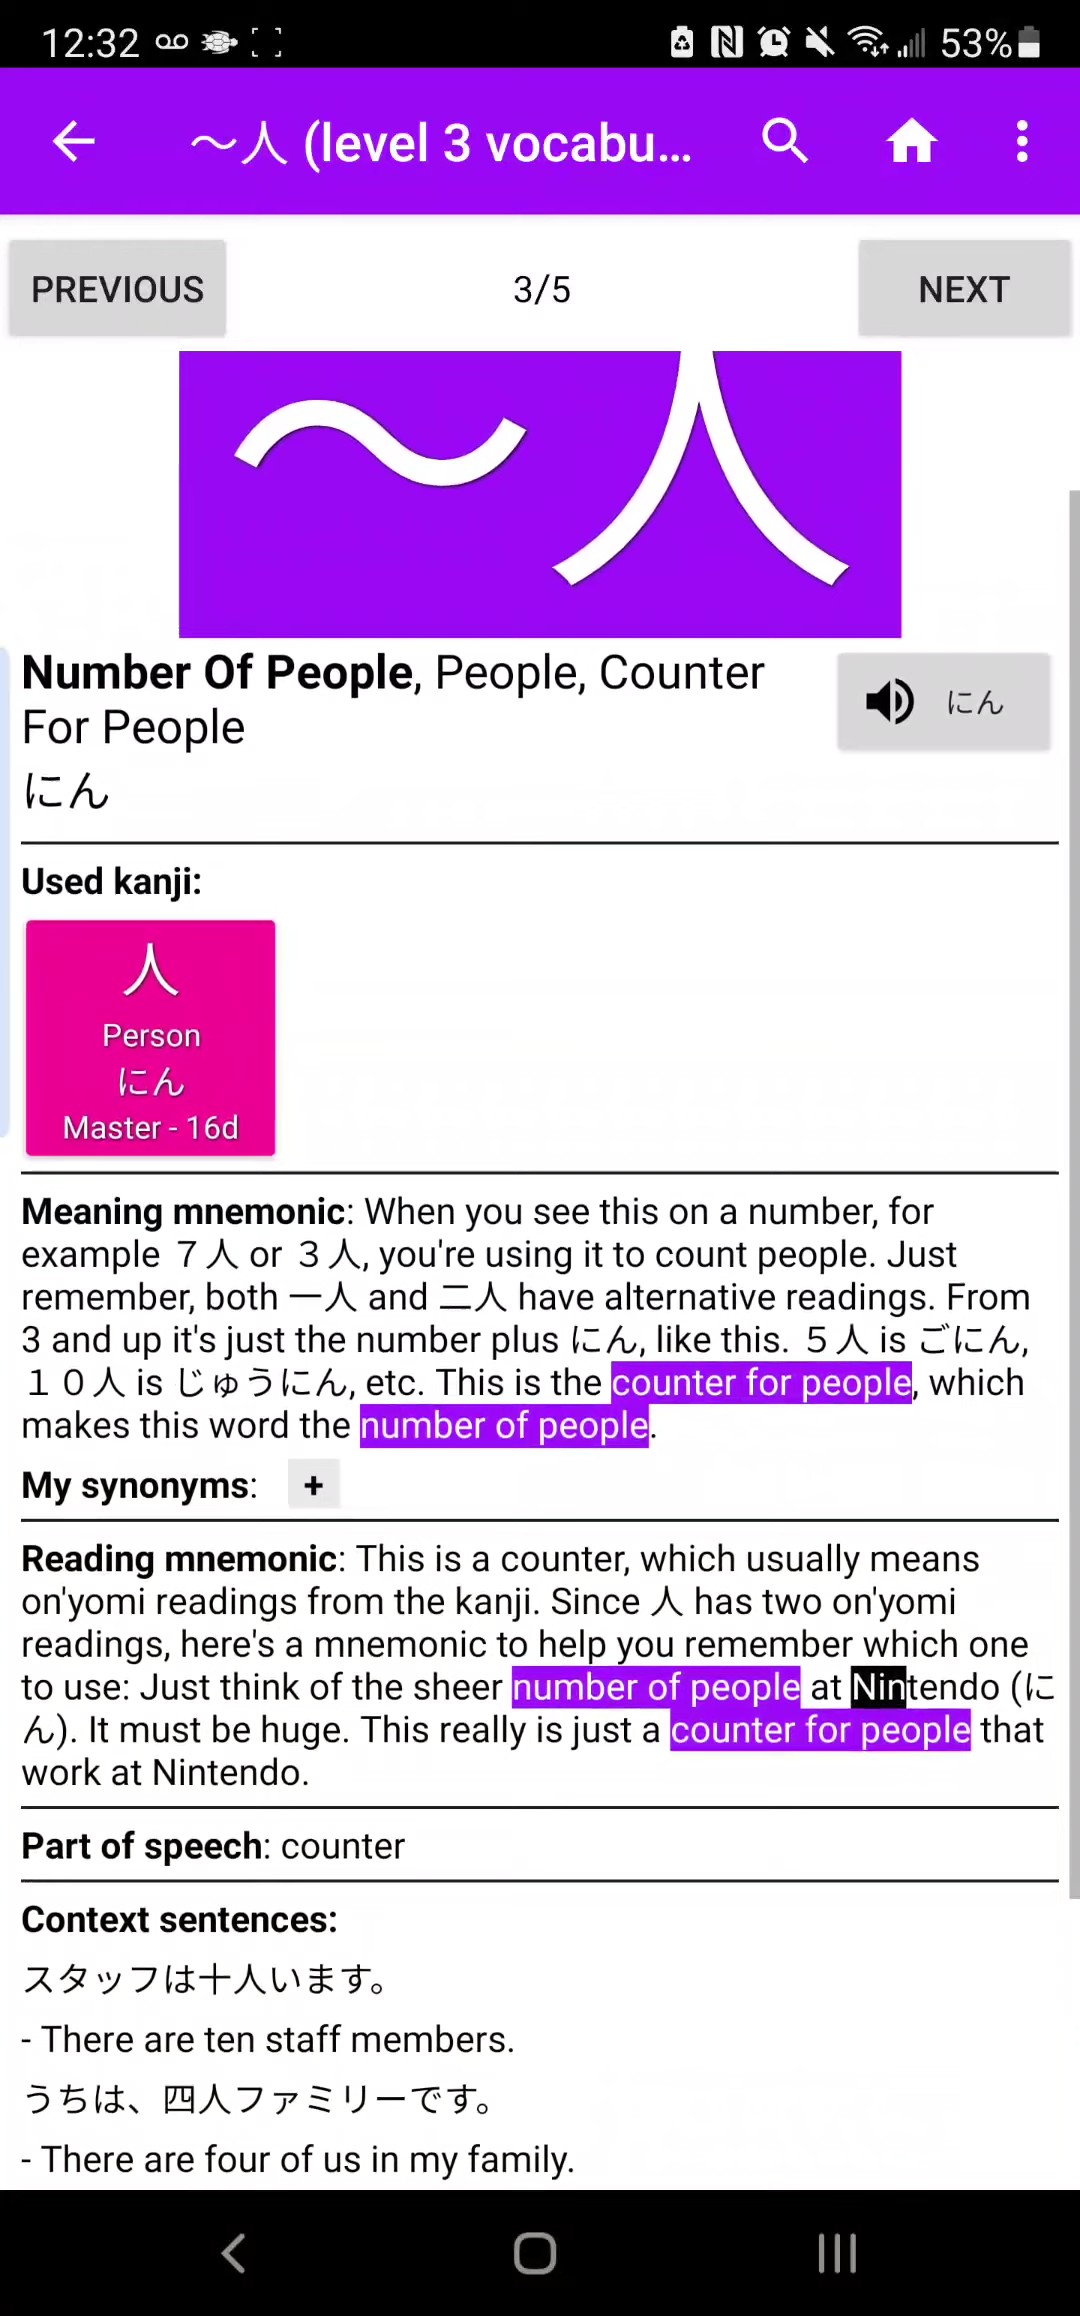 12:32
53%
～人 (level 3 vocabu...
PREVIOUS
3/5
NEXT
～人
Number Of People, People, Counter
For People
にん
にん
Used kanji:
人
Person
にん
Master - 16d
Meaning mnemonic: When you see this on a number, for
example ７人 or ３人, you're using it to count people. Just
remember, both 一人 and 二人 have alternative readings. From
3 and up it's just the number plus にん, like this. ５人 is ごにん,
１０人 is じゅうにん, etc. This is the counter for people, which
makes this word the number of people.
My synonyms: +
Reading mnemonic: This is a counter, which usually means
on'yomi readings from the kanji. Since 人 has two on'yomi
readings, here's a mnemonic to help you remember which one
to use: Just think of the sheer number of people at Nintendo (に
ん). It must be huge. This really is just a counter for people that
work at Nintendo.
Part of speech: counter
Context sentences:
スタッフは十人います。
- There are ten staff members.
うちは、四人ファミリーです。
- There are four of us in my family.